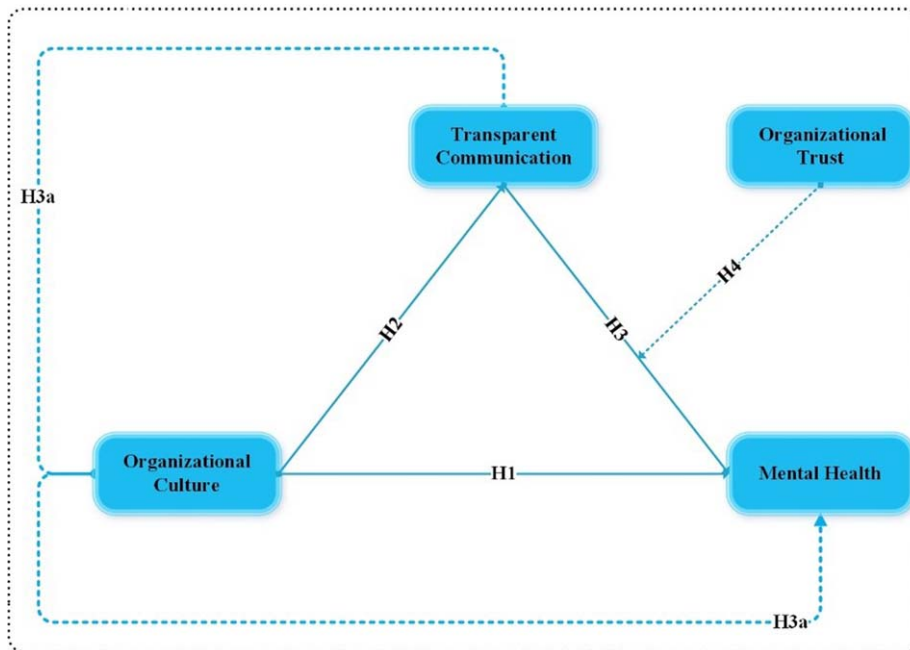 Transparent
Communication
Organizational
Trust
H3a
H4
H2
H3
Organizational
Culture
H1
Mental Health
H3a